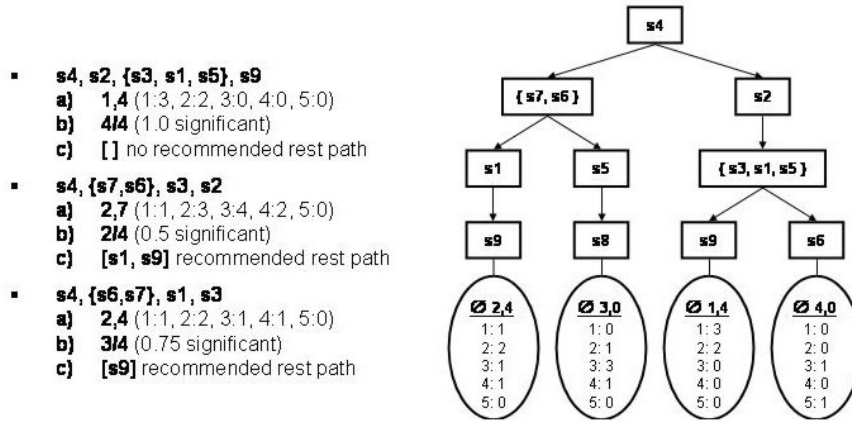 ▪ s4, s2, {s3, s1, s5}, s9
a) 1,4 (1:3, 2:2, 3:0, 4:0, 5:0)
b) 4/4 (1.0 significant)
c) [ ] no recommended rest path
▪ s4, {s7,s6}, s3, s2
a) 2,7 (1:1, 2:3, 3:4, 4:2, 5:0)
b) 2/4 (0.5 significant)
c) [s1, s9] recommended rest path
▪ s4, {s6,s7}, s1, s3
a) 2,4 (1:1, 2:2, 3:1, 4:1, 5:0)
b) 3/4 (0.75 significant)
c) [s9] recommended rest path
s4
{ s7, s6 }
s2
s1
s5
{ s3, s1, s5 }
s9
s8
s9
s6
Ø 2,4
1: 1
2: 2
3: 1
4: 1
5: 0
Ø 3,0
1: 0
2: 1
3: 3
4: 1
5: 0
Ø 1,4
1: 3
2: 2
3: 0
4: 0
5: 0
Ø 4,0
1: 0
2: 0
3: 1
4: 0
5: 1